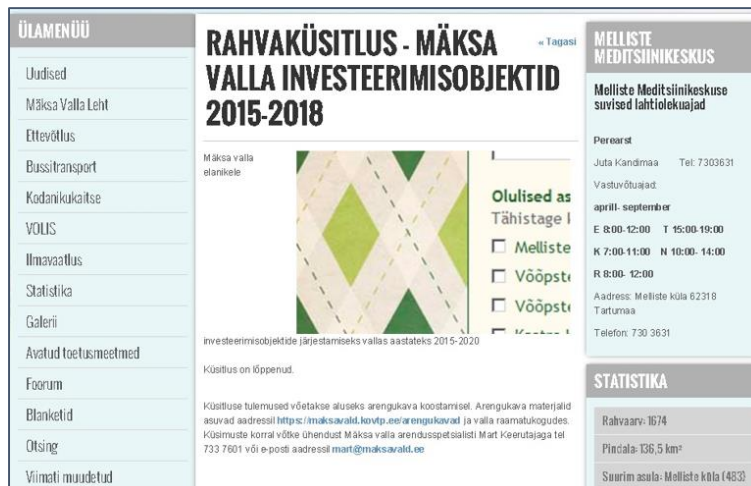 ÜLAMENÜÜ
Uudised
Mäksa Valla Leht
Ettevõtlus
Bussitransport
Kodanikukaitse
VOLIS
Ilmavaatlus
Statistika
Galerii
Avatud toetusmeetmed
Foorum
Blanketid
Otsing
Viimati muudetud
RAHVAKÜSITLUS - MÄKSA
VALLA INVESTEERIMISOBJEKTID
2015-2018
« Tagasi
Mäksa valla
elanikele
Olulised as
Tähistage
Melliste
Vööpste
Vööpste
investeerimisobjektide järjestamiseks vallas aastateks 2015-2020
Küsitlus on lõppenud.
Küsitluse tulemused võetakse aluseks arengukava koostamisel. Arengukava materjalid
asuvad aadressil https://maksavald.kovtp.ee/arengukavad ja valla raamatukogudes.
Küsimuste korral võtke ühendust Mäksa valla arendusspetsialisti Mart Keerutajaga tel
733 7601 või e-posti aadressil mart@maksavald.ee
MELLISTE
MEDITSIINIKESKUS
Melliste Meditsiinikeskuse
suvised lahtiolekuajad
Perearst
Juta Kandimaa Tel: 7303631
Vastuvõtuajad:
aprill- september
E 8:00-12:00 T 15:00-19:00
K 7:00-11:00 N 10:00- 14:00
R 8:00- 12:00
Aadress: Melliste küla 62318
Tartumaa
Telefon: 730 3631
STATISTIKA
Rahvaarv: 1674
Pindala: 136,5 km²
Suurim asula: Melliste küla (483)